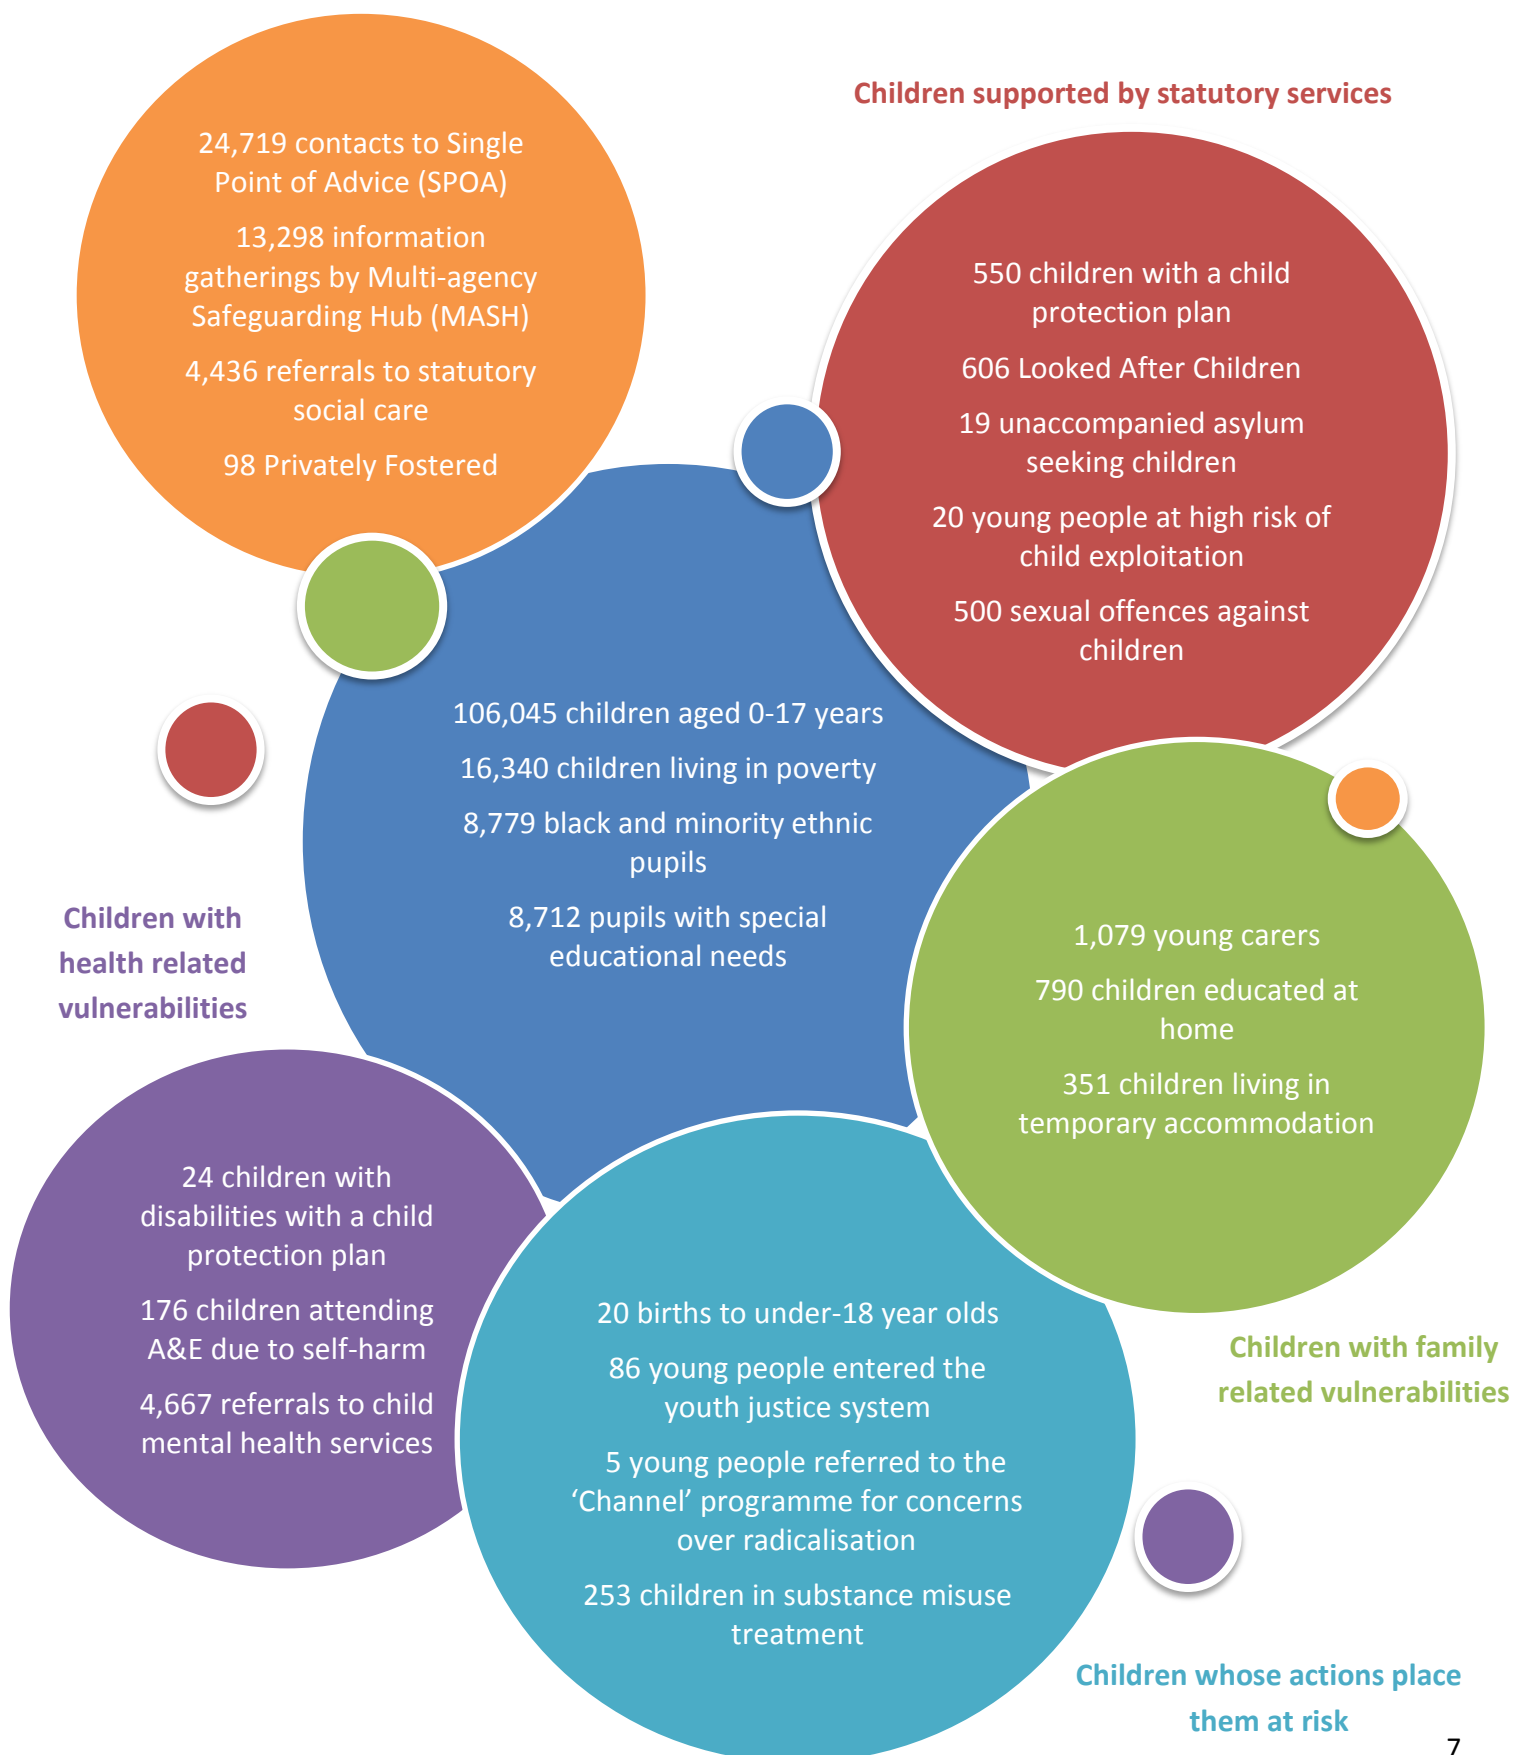 24,719 contacts to Single
Point of Advice (SPOA)
13,298 information
gatherings by Multi-agency
Safeguarding Hub (MASH)
4,436 referrals to statutory
social care
98 Privately Fostered
Children supported by statutory services
550 children with a child
protection plan
606 Looked After Children
19 unaccompanied asylum
seeking children
20 young people at high risk of
child exploitation
500 sexual offences against
children
106,045 children aged 0-17 years
16,340 children living in poverty
8,779 black and minority ethnic
pupils
8,712 pupils with special
educational needs
1,079 young carers
790 children educated at
home
351 children living in
temporary accommodation
Children with family
related vulnerabilities
Children with
health related
vulnerabilities
24 children with
disabilities with a child
protection plan
176 children attending
A&E due to self-harm
4,667 referrals to child
mental health services
20 births to under-18 year olds
86 young people entered the
youth justice system
5 young people referred to the
‘Channel’ programme for concerns
over radicalisation
253 children in substance misuse
treatment
Children whose actions place
them at risk
7